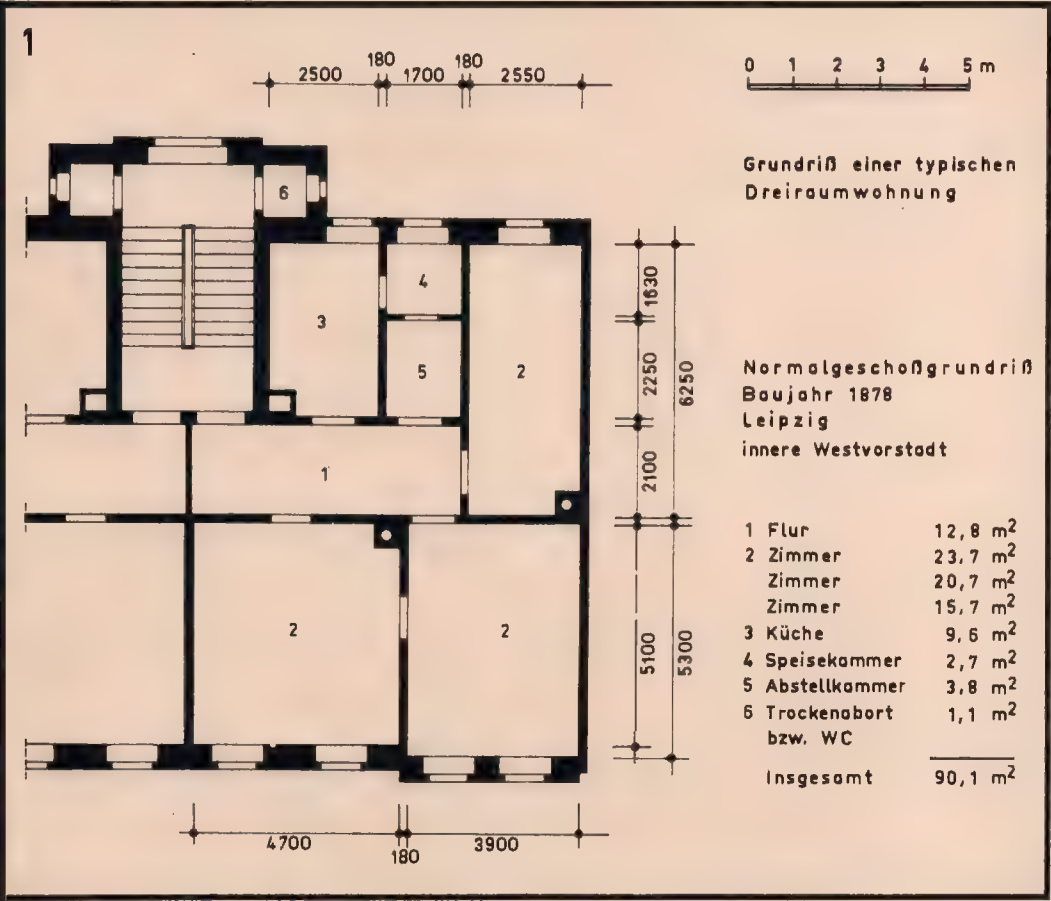 1
2500 180 1700 180 2550
0 1 2 3 4 5 m
Grundriß einer typischen
Dreiraumwohnung
6
4
3
5
2
1
2
2
1630
2250
6250
2100
5100
5300
4700
180
3900
Normalgeschoßgrundriß
Baujahr 1878
Leipzig
innere Westvorstadt
1 Flur 12,8 m²
2 Zimmer 23,7 m²
Zimmer 20,7 m²
Zimmer 15,7 m²
3 Küche 9,6 m²
4 Speisekammer 2,7 m²
5 Abstellkammer 3,8 m²
6 Trockenabort 1,1 m²
bzw. WC
Insgesamt 90,1 m²